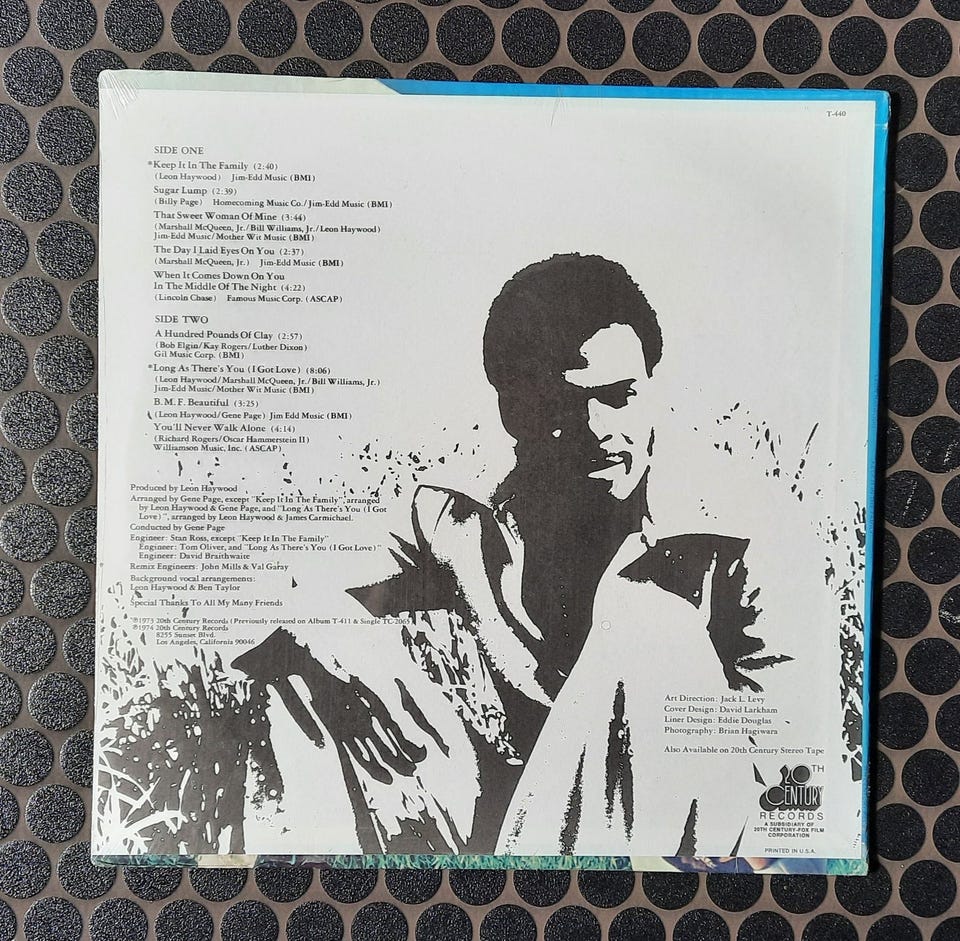 T-440
SIDE ONE
*Keep It In The Family (2:40)
(Leon Haywood) Jim-Edd Music (BMI)
Sugar Lump (2:39)
(Billy Page) Homecoming Music Co./Jim-Edd Music (BMI)
That Sweet Woman Of Mine (3:44)
(Marshall McQueen, Jr./Bill Williams, Jr./Leon Haywood)
Jim-Edd Music/Mother Wit Music (BMI)
The Day I Laid Eyes On You (2:37)
(Marshall McQueen, Jr.) Jim-Edd Music (BMI)
When It Comes Down On You
In The Middle Of The Night (4:22)
(Lincoln Chase) Famous Music Corp. (ASCAP)
SIDE TWO
A Hundred Pounds Of Clay (2:57)
(Bob Elgin/Kay Rogers/Luther Dixon)
Gil Music Corp. (BMI)
*Long As There's You (I Got Love) (8:06)
(Leon Haywood/Marshall McQueen, Jr./Bill Williams, Jr.)
Jim-Edd Music/Mother Wit Music (BMI)
B.M.F. Beautiful (3:25)
(Leon Haywood/Gene Page) Jim Edd Music (BMI)
You'll Never Walk Alone (4:14)
(Richard Rogers/Oscar Hammerstein II)
Williamson Music, Inc. (ASCAP)
Produced by Leon Haywood
Arranged by Gene Page, except "Keep It In The Family", arranged
by Leon Haywood & Gene Page, and "Long As There's You (I Got
Love)", arranged by Leon Haywood & James Carmichael.
Conducted by Gene Page
Engineer: Stan Ross, except "Keep It In The Family"
Engineer: Tom Oliver, and "Long As There's You (I Got Love)"
Engineer: David Braithwaite
Remix Engineers: John Mills & Val Garay
Background vocal arrangements:
Leon Haywood & Ben Taylor
Special Thanks To All My Many Friends
*℗1973 20th Century Records (Previously released on Album T-411 & Single TC-2065)
℗1974 20th Century Records
8255 Sunset Blvd.
Los Angeles, California 90046
Art Direction: Jack L. Levy
Cover Design: David Larkham
Liner Design: Eddie Douglas
Photography: Brian Hagiwara
Also Available on 20th Century Stereo Tape
20TH
CENTURY
RECORDS
A SUBSIDIARY OF
20TH CENTURY-FOX FILM
CORPORATION
PRINTED IN U.S.A.